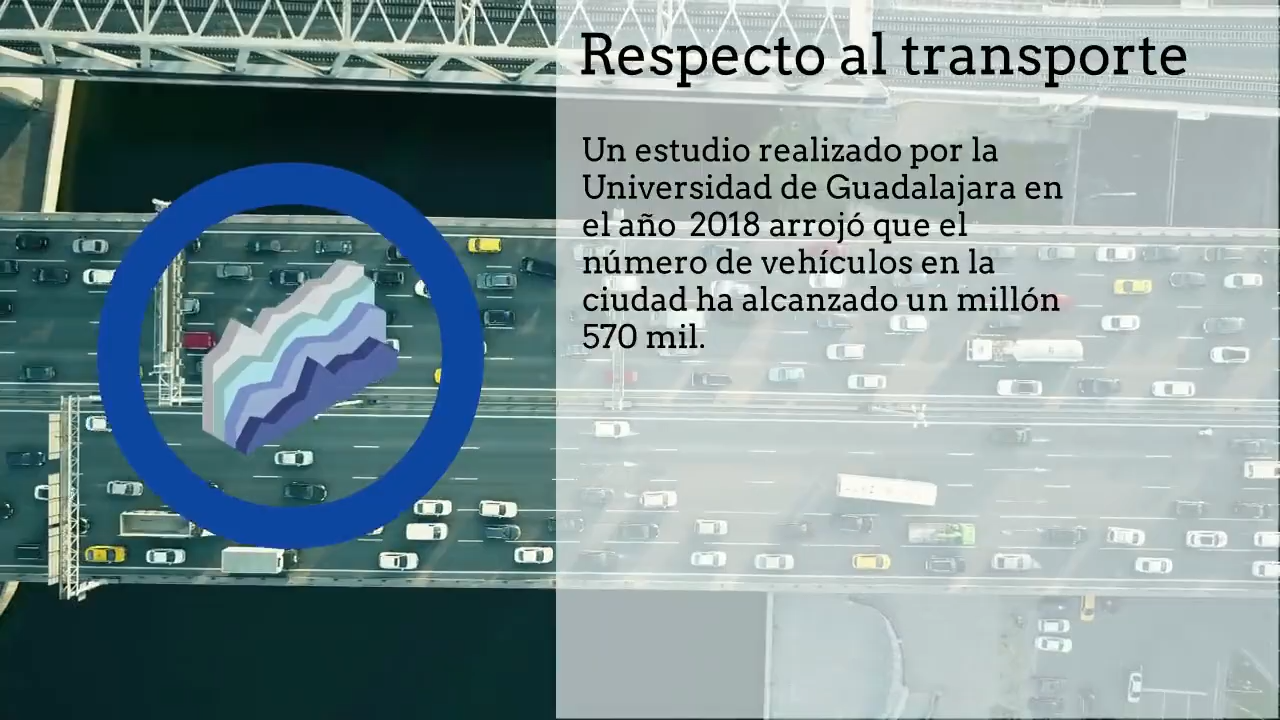 Respecto al transporte
Un estudio realizado por la
Universidad de Guadalajara en
el año  2018 arrojó que el
número de vehículos en la
ciudad ha alcanzado un millón
570 mil.